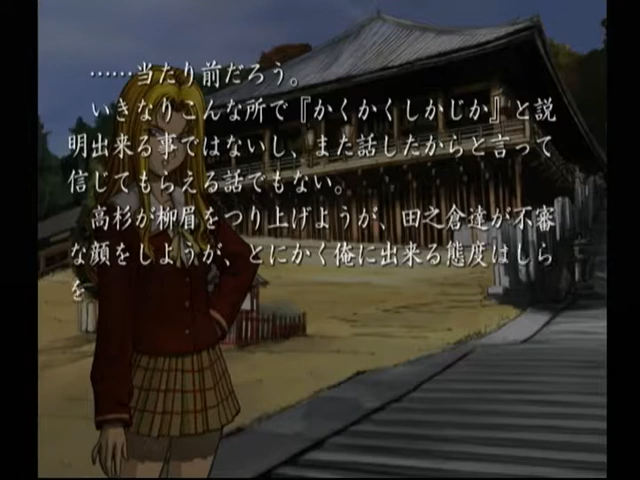 ……当たり前だろう。
いきなりこんな所で『かくかくしかじか』と説
明出来る事ではないし、また話したからと言って
信じてもらえる話でもない。
高杉が柳眉をつり上げようが、田之倉達が不審
な顔をしようが、とにかく俺に出来る態度はしら
を